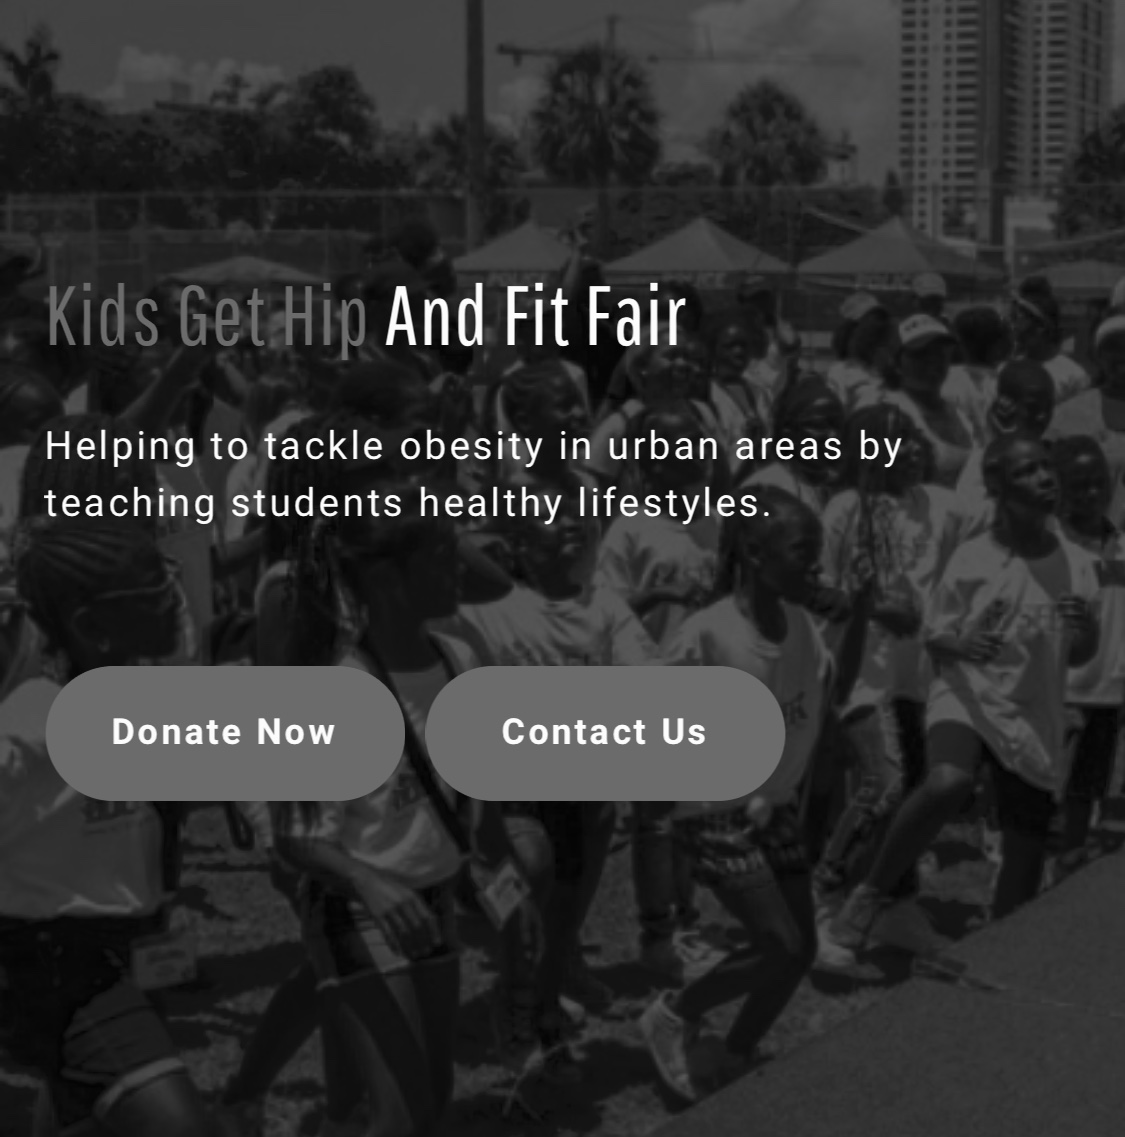 Kids Get Hip And Fit Fair
Helping to tackle obesity in urban areas by
teaching students healthy lifestyles.
Donate Now
Contact Us